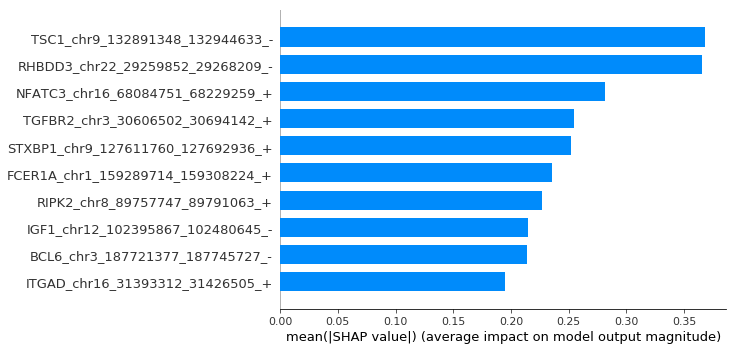 TSC1_chr9_132891348_132944633_-
RHBDD3_chr22_29259852_29268209_-
NFATC3_chr16_68084751_68229259_+
TGFBR2_chr3_30606502_30694142_+
STXBP1_chr9_127611760_127692936_+
FCER1A_chr1_159289714_159308224_+
RIPK2_chr8_89757747_89791063_+
IGF1_chr12_102395867_102480645_-
BCL6_chr3_187721377_187745727_-
ITGAD_chr16_31393312_31426505_+
0.00 0.05 0.10 0.15 0.20 0.25 0.30 0.35
mean(|SHAP value|) (average impact on model output magnitude)